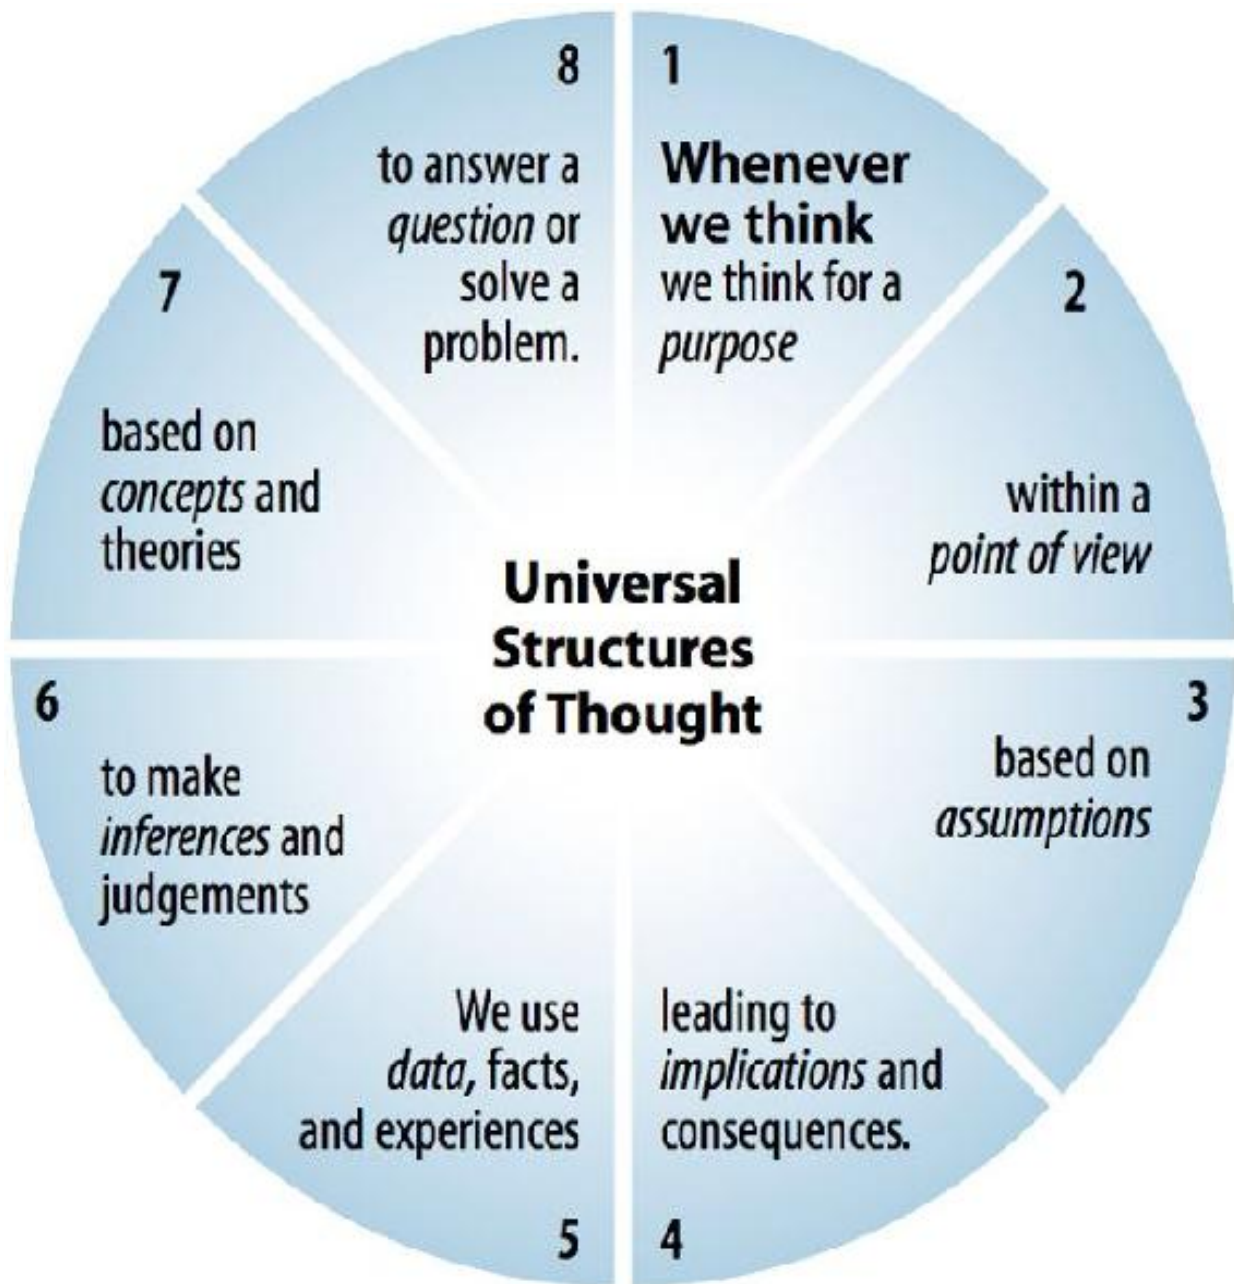 Universal
Structures
of Thought
1
Whenever
we think
we think for a
purpose
2
within a
point of view
3
based on
assumptions
4
leading to
implications and
consequences.
5
We use
data, facts,
and experiences
6
to make
inferences and
judgements
7
based on
concepts and
theories
8
to answer a
question or
solve a
problem.